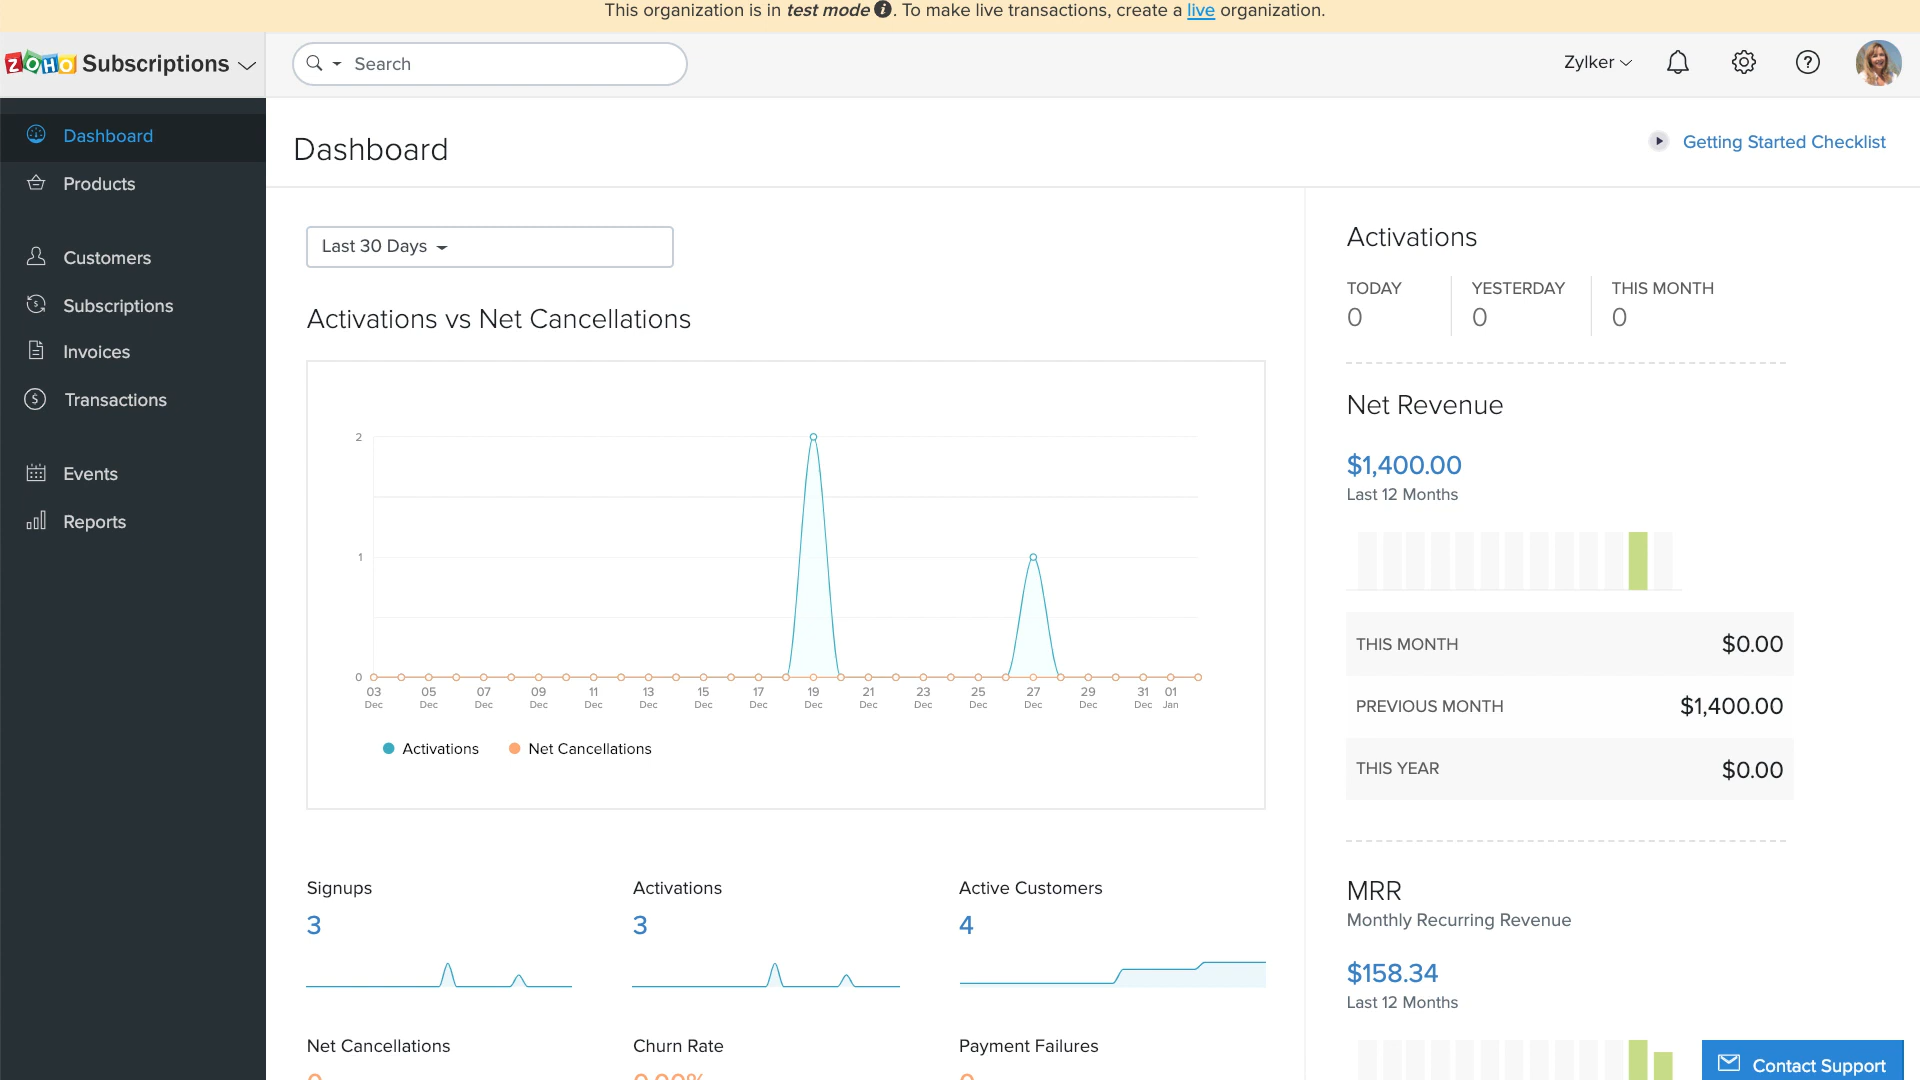 This organization is in test mode. To make live transactions, create a live organization.
ZOHO Subscriptions
Search
Zylker
Dashboard
Products
Customers
Subscriptions
Invoices
Transactions
Events
Reports
Dashboard
Getting Started Checklist
Last 30 Days
Activations vs Net Cancellations
2
1
0
03 05 07 09 11 13 15 17 19 21 23 25 27 29 31 01
Dec Dec Dec Dec Dec Dec Dec Dec Dec Dec Dec Dec Dec Dec Dec Jan
Activations Net Cancellations
Signups Activations Active Customers
3 3 4
Net Cancellations Churn Rate Payment Failures
Activations
TODAY YESTERDAY THIS MONTH
0 0 0
Net Revenue
$1,400.00
Last 12 Months
THIS MONTH $0.00
PREVIOUS MONTH $1,400.00
THIS YEAR $0.00
MRR
Monthly Recurring Revenue
$158.34
Last 12 Months
Contact Support